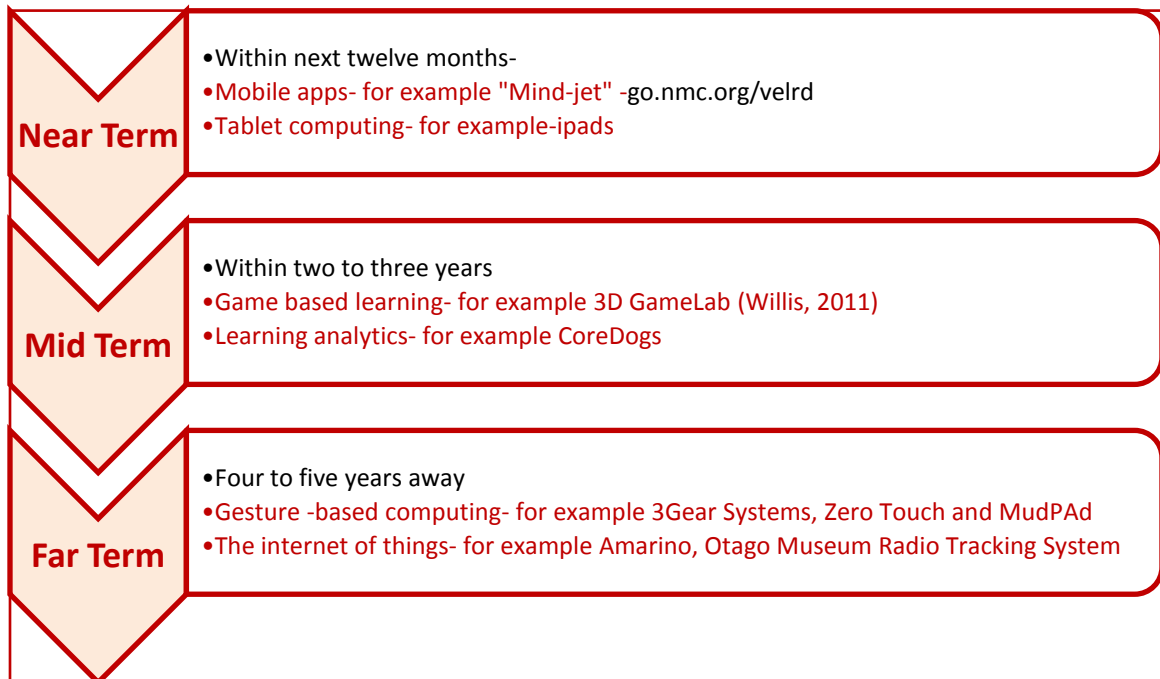 Near Term
•Within next twelve months-
•Mobile apps- for example "Mind-jet" -go.nmc.org/velrd
•Tablet computing- for example-ipads
Mid Term
•Within two to three years
•Game based learning- for example 3D GameLab (Willis, 2011)
•Learning analytics- for example CoreDogs
Far Term
•Four to five years away
•Gesture -based computing- for example 3Gear Systems, Zero Touch and MudPAd
•The internet of things- for example Amarino, Otago Museum Radio Tracking System